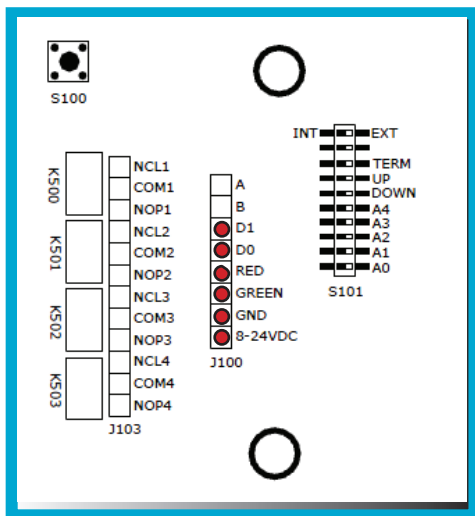 S100
K500
K501
K502
K503
NCL1
COM1
NOP1
NCL2
COM2
NOP2
NCL3
COM3
NOP3
NCL4
COM4
NOP4
J103
A
B
D1
D0
RED
GREEN
GND
8-24VDC
J100
INT EXT
TERM
UP
DOWN
A4
A3
A2
A1
A0
S101